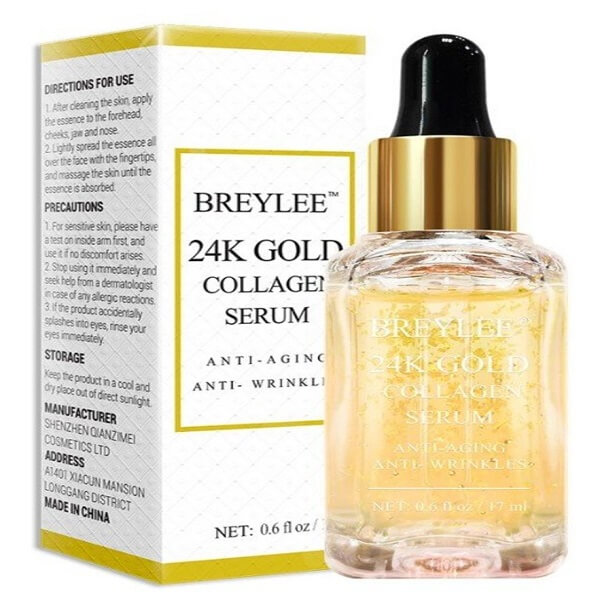 DIRECTIONS FOR USE
1. After cleaning the skin, apply
the essence to the forehead,
cheeks, jaw and nose.
2. Lightly spread the essence all
over the face with the fingertips,
and massage the skin until the
essence is absorbed.
PRECAUTIONS
1. For sensitive skin, please have
a test on inside arm first, and
use it if no discomfort arises.
2. Stop using it immediately and
seek help from a dermatologist
in case of any allergic reactions.
3. If the product accidentally
splashes into eyes, rinse your
eyes immediately.
STORAGE
Keep the product in a cool and
dry place out of direct sunlight.
MANUFACTURER
SHENZHEN QIANZIMEI
COSMETICS LTD
ADDRESS
A1401 XIACUN MANSION
LONGGANG DISTRICT
MADE IN CHINA
BREYLEE™
24K GOLD
COLLAGEN
SERUM
ANTI-AGING
ANTI- WRINKLES
NET: 0.6 fl oz /
BREYLEE™
24K GOLD
COLLAGEN
SERUM
ANTI-AGING
ANTI- WRINKLES
NET: 0.6 fl oz / 17 ml